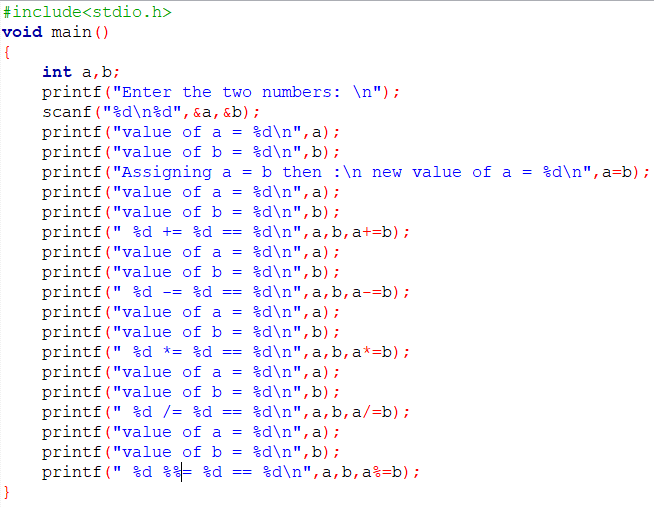 #include<stdio.h>
void main()
{
    int a,b;
    printf("Enter the two numbers: \n");
    scanf("%d\n%d",&a,&b);
    printf("value of a = %d\n",a);
    printf("value of b = %d\n",b);
    printf("Assigning a = b then :\n new value of a = %d\n",a=b);
    printf("value of a = %d\n",a);
    printf("value of b = %d\n",b);
    printf(" %d += %d == %d\n",a,b,a+=b);
    printf("value of a = %d\n",a);
    printf("value of b = %d\n",b);
    printf(" %d -= %d == %d\n",a,b,a-=b);
    printf("value of a = %d\n",a);
    printf("value of b = %d\n",b);
    printf(" %d *= %d == %d\n",a,b,a*=b);
    printf("value of a = %d\n",a);
    printf("value of b = %d\n",b);
    printf(" %d /= %d == %d\n",a,b,a/=b);
    printf("value of a = %d\n",a);
    printf("value of b = %d\n",b);
    printf(" %d %%= %d == %d\n",a,b,a%=b);
}